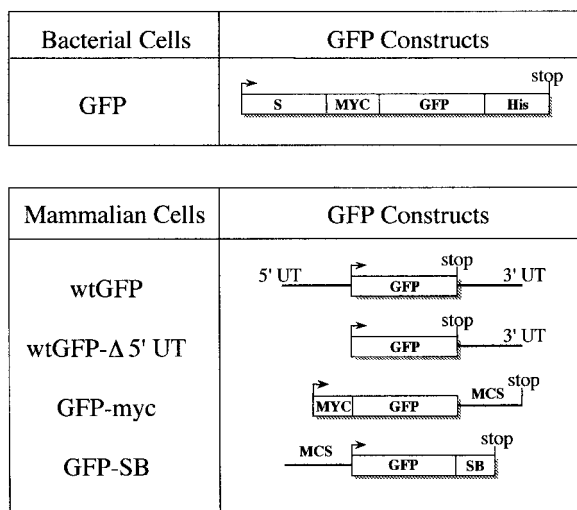 Bacterial Cells GFP Constructs
stop
GFP S MYC GFP His
Mammalian Cells GFP Constructs
stop
5' UT 3' UT
wtGFP GFP
stop
3' UT
wtGFP-Δ 5' UT GFP
stop
MCS
GFP-myc MYC GFP
stop
MCS
GFP-SB GFP SB